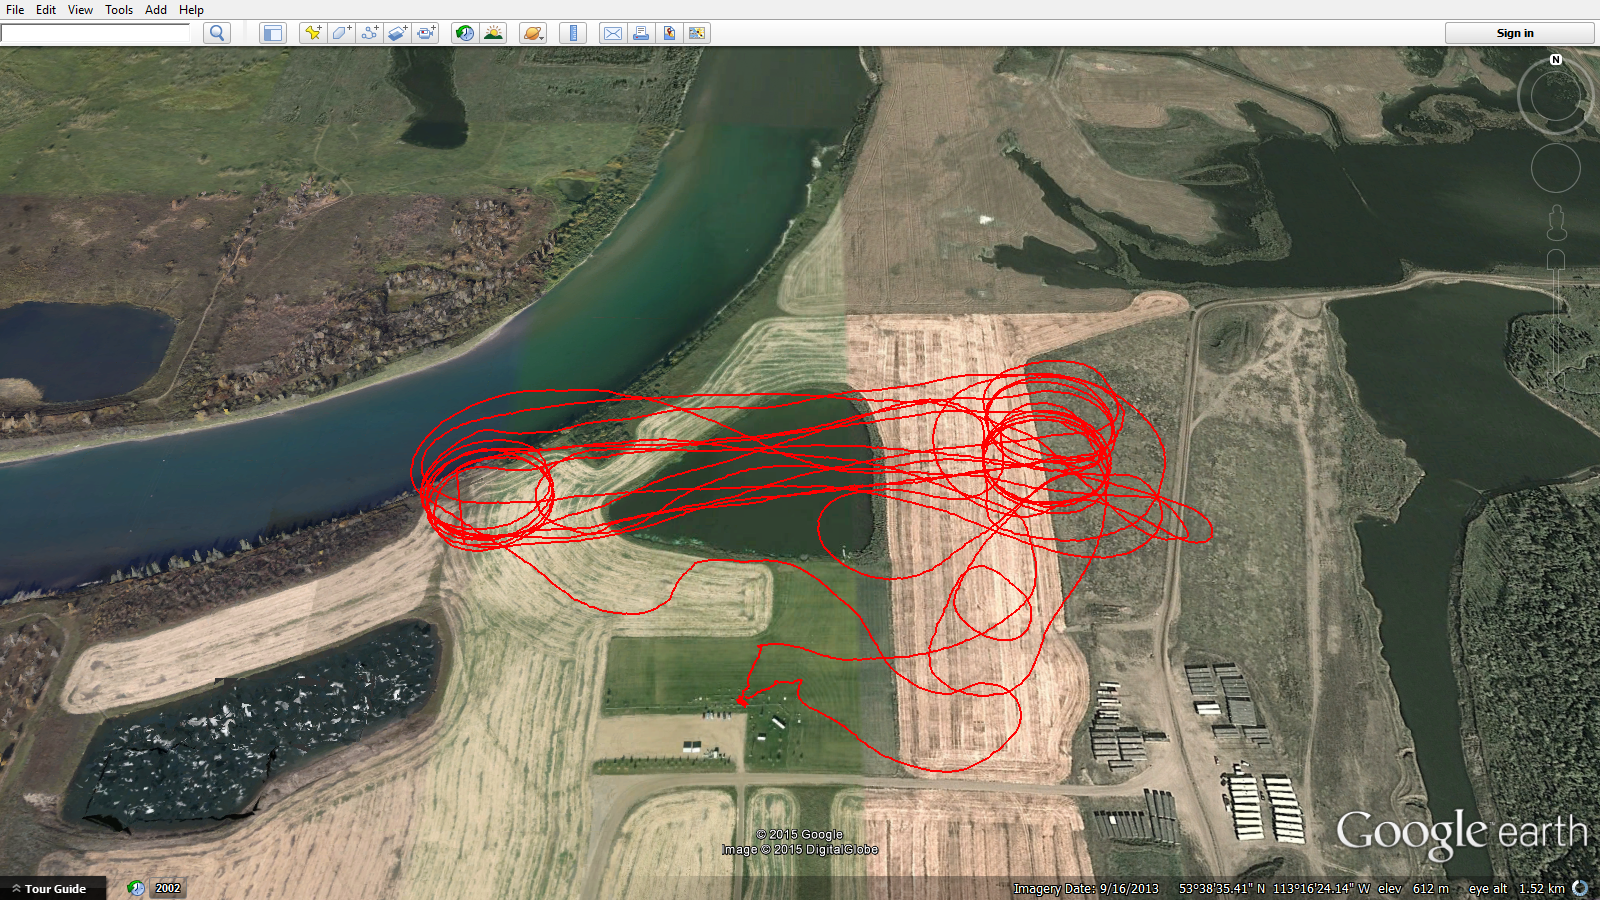 File Edit View Tools Add Help
Sign in
N
© 2015 Google
Image © 2015 DigitalGlobe
Google earth
Tour Guide
2002
Imagery Date: 9/16/2013 53°38'35.41" N 113°16'24.14" W elev 612 m eye alt 1.52 km